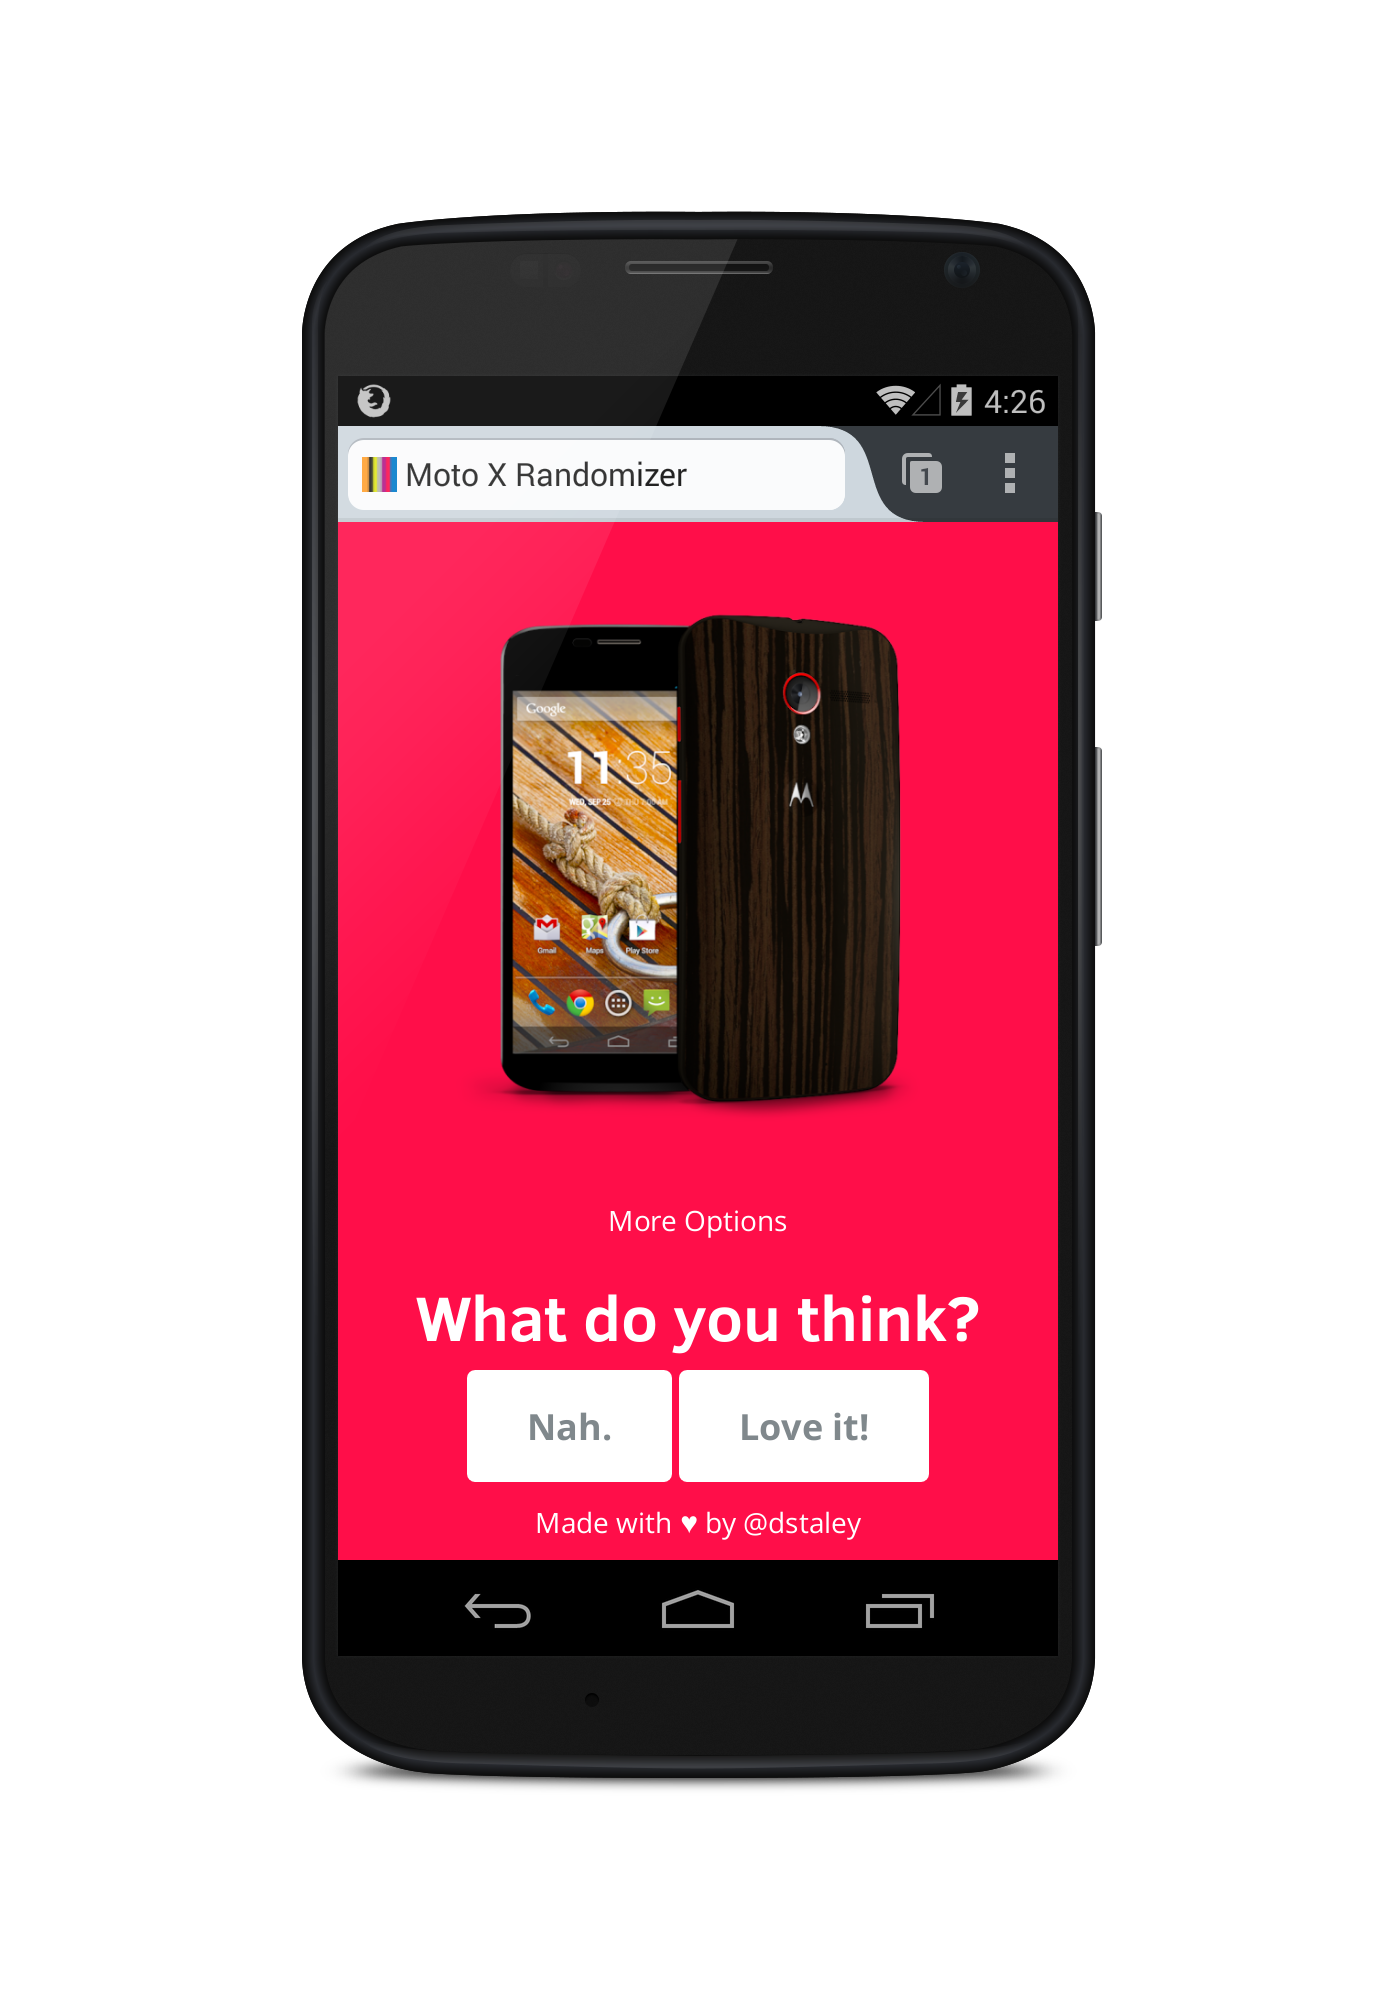 4:26
Moto X Randomizer
1
Google
11:35
WED, SEP 25
Gmail Maps Play Store
More Options
What do you think?
Nah. Love it!
Made with ♥ by @dstaley